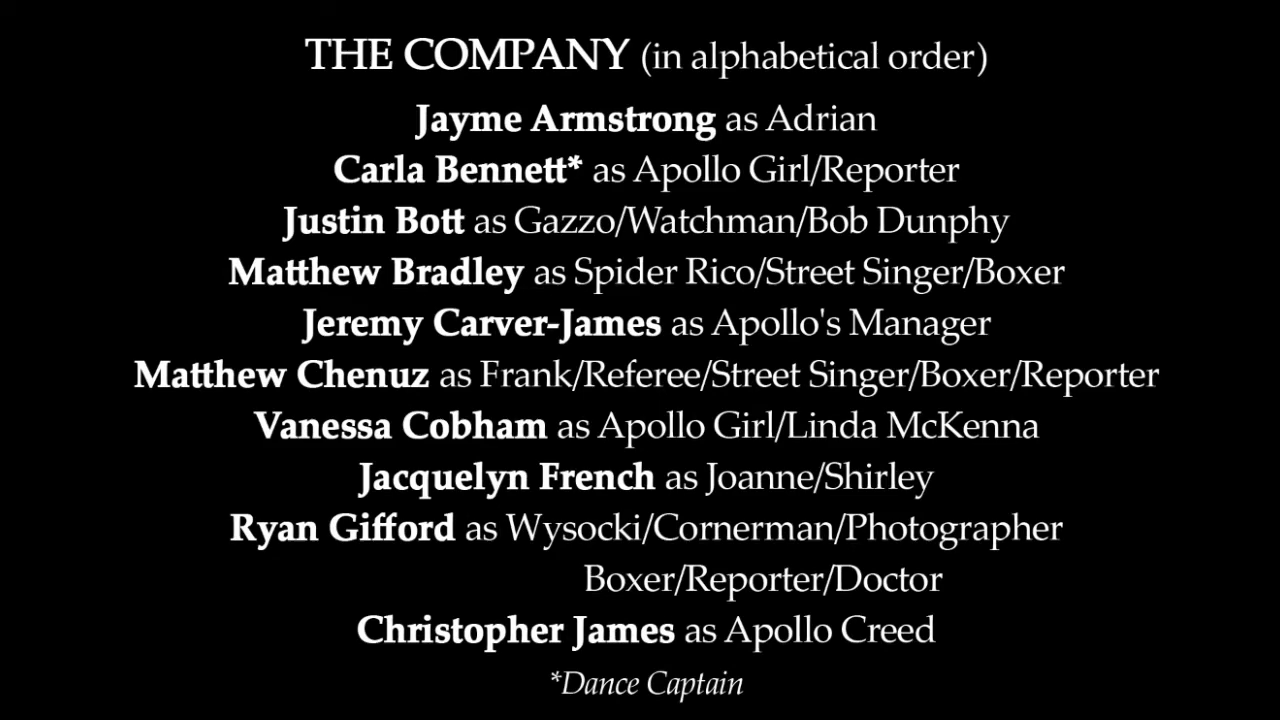 THE COMPANY (in alphabetical order)
Jayme Armstrong as Adrian
Carla Bennett* as Apollo Girl/Reporter
Justin Bott as Gazzo/Watchman/Bob Dunphy
Matthew Bradley as Spider Rico/Street Singer/Boxer
Jeremy Carver-James as Apollo's Manager
Matthew Chenuz as Frank/Referee/Street Singer/Boxer/Reporter
Vanessa Cobham as Apollo Girl/Linda McKenna
Jacquelyn French as Joanne/Shirley
Ryan Gifford as Wysocki/Cornerman/Photographer
Boxer/Reporter/Doctor
Christopher James as Apollo Creed
*Dance Captain